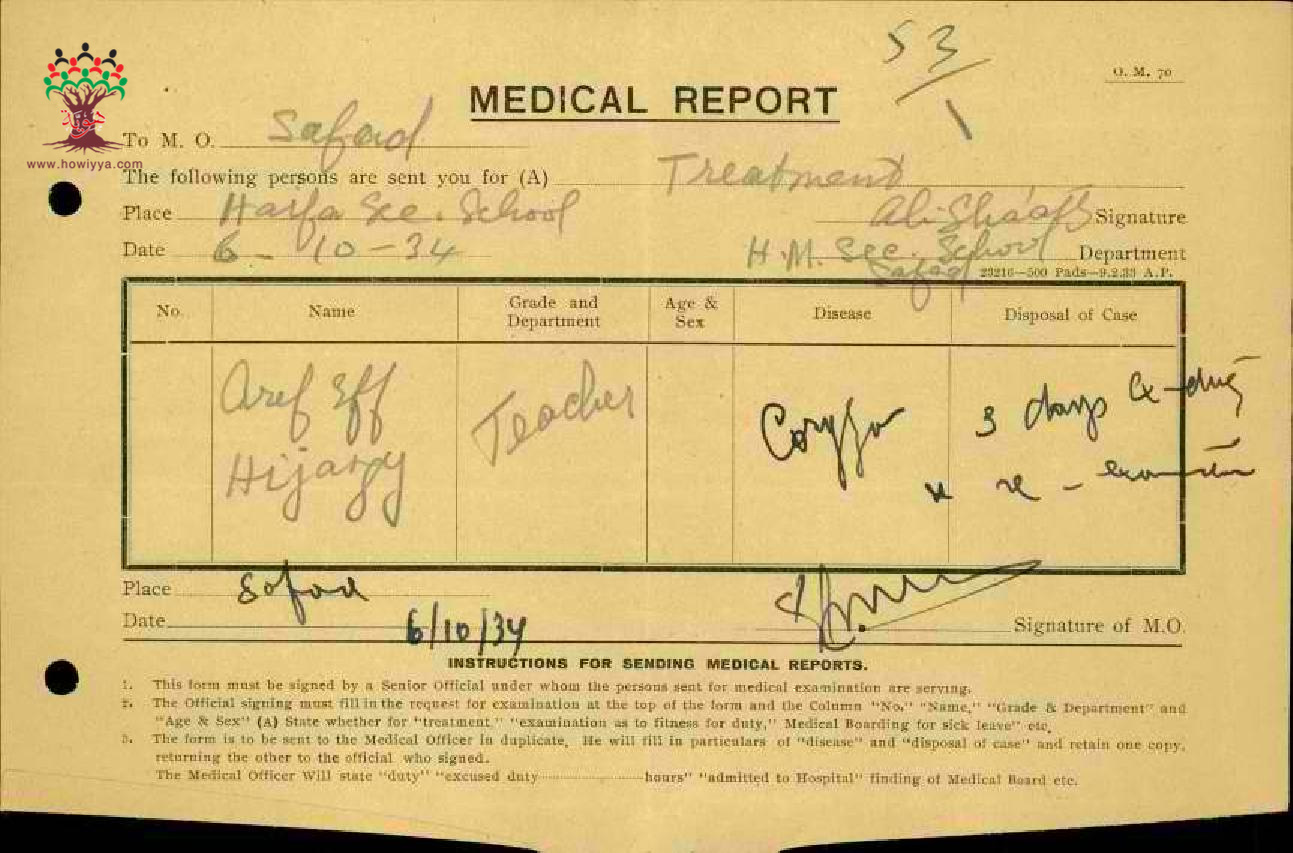 53/1
O. M. 70
MEDICAL REPORT
www.howiyya.com
To M. O. Safad
The following persons are sent you for (A) Treatment
Place Harfa Sec. School
Ali Sha'ath Signature
Date 6 - 10 - 34
H.M. Sec. School Department
Safad 23216—500 Pads—9.2.33 A.P.
No. Name Grade and Department Age & Sex Disease Disposal of Case
Aref Eff Teacher Coryza 3 days Ex-duty
Hijazy re-
Place Safad
Date 6/10/34
Signature of M.O.
INSTRUCTIONS FOR SENDING MEDICAL REPORTS.
1. This form must be signed by a Senior Official under whom the persons sent for medical examination are serving.
2. The Official signing must fill in the request for examination at the top of the form and the Column "No," "Name," "Grade & Department" and
"Age & Sex" (A) State whether for "treatment," "examination as to fitness for duty," Medical Boarding for sick leave" etc,
3. The form is to be sent to the Medical Officer in duplicate, He will fill in particulars of "disease" and "disposal of case" and retain one copy,
returning the other to the official who signed.
The Medical Officer Will state "duty" "excused duty..................hours" "admitted to Hospital" finding of Medical Board etc.